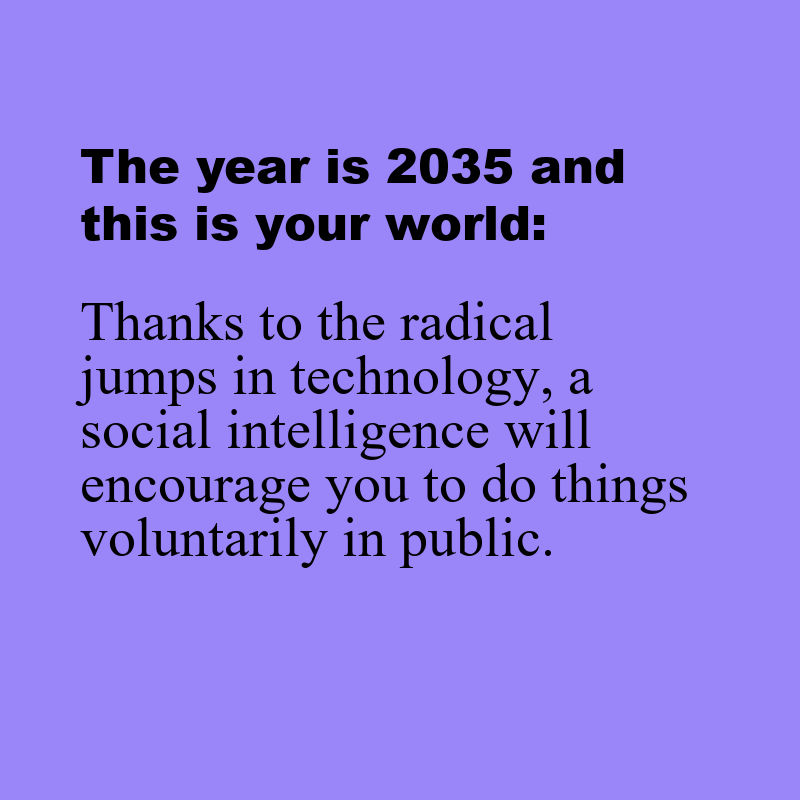 The year is 2035 and
this is your world:
Thanks to the radical
jumps in technology, a
social intelligence will
encourage you to do things
voluntarily in public.